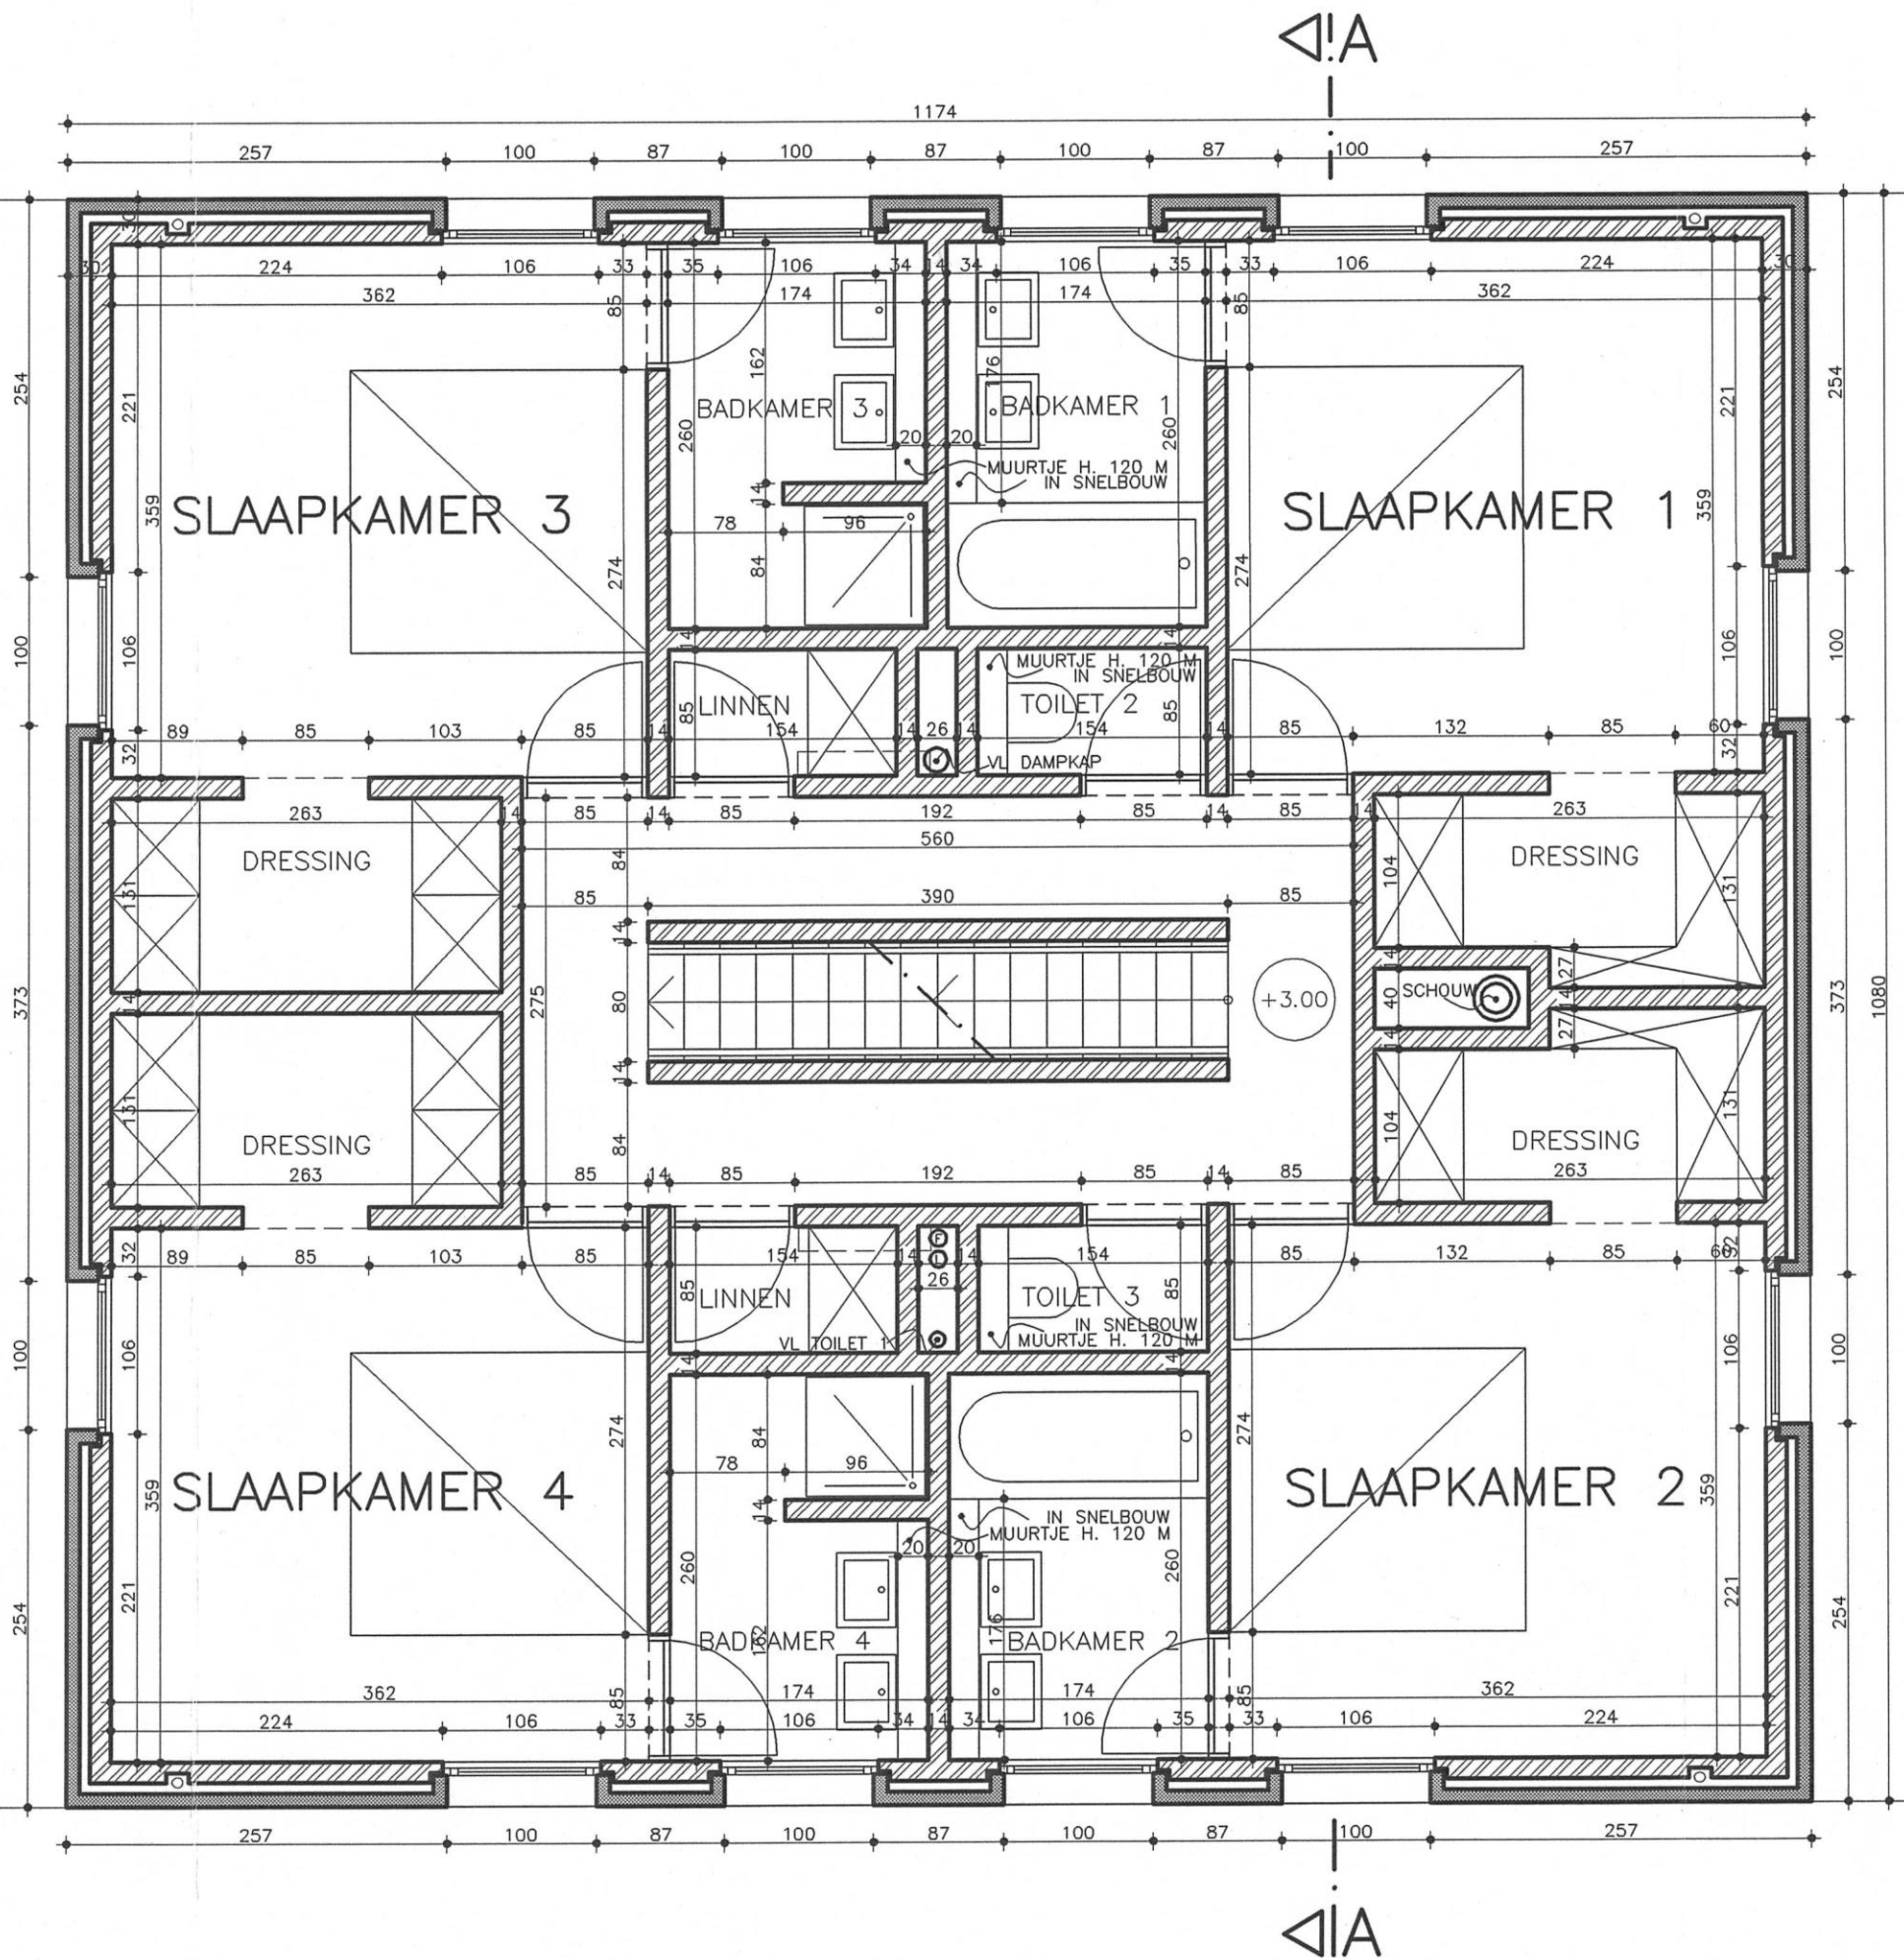 A
1174
257 100 87 100 87 100 87 100 257
30
30 224 106 33 35 106 34 14 34 106 35 33 106 224 30
362 174 174 362
85 85
254 221 162 176 221 254
BADKAMER 3 BADKAMER 1
260 20 20 260
MUURTJE H. 120 M
IN SNELBOUW
359 14 359
SLAAPKAMER 3 SLAAPKAMER 1
78 96
274 84 274
14 14
100 106 106 100
MUURTJE H. 120 M
IN SNELBOUW
LINNEN TOILET 2
85 85
89 85 103 85 14 154 14 26 14 154 14 85 132 85 60
32 32
VL DAMPKAP
263 14 85 14 85 192 85 14 85 14 263
560
84
DRESSING DRESSING
131 104 131
85 390 85
14 14 27
373 275 80 +3.00 40 SCHOUW 14 373 1080
14 14 14 27
131 104 131
DRESSING DRESSING
84
263 85 14 85 192 85 14 85 263
32 32
89 85 103 85 154 14 14 154 85 132 85 60
F
L
26
85 85
LINNEN TOILET 3
IN SNELBOUW
VL TOILET 1 MUURTJE H. 120 M
100 106 106 100
14 14
274 84 274
78 96
SLAAPKAMER 4 SLAAPKAMER 2
359 359
14
IN SNELBOUW
MUURTJE H. 120 M
20 20
260 260
254 221 162 176 221 254
BADKAMER 4 BADKAMER 2
362 85 174 174 85 362
224 106 33 35 106 34 14 34 106 35 33 106 224
257 100 87 100 87 100 87 100 257
A